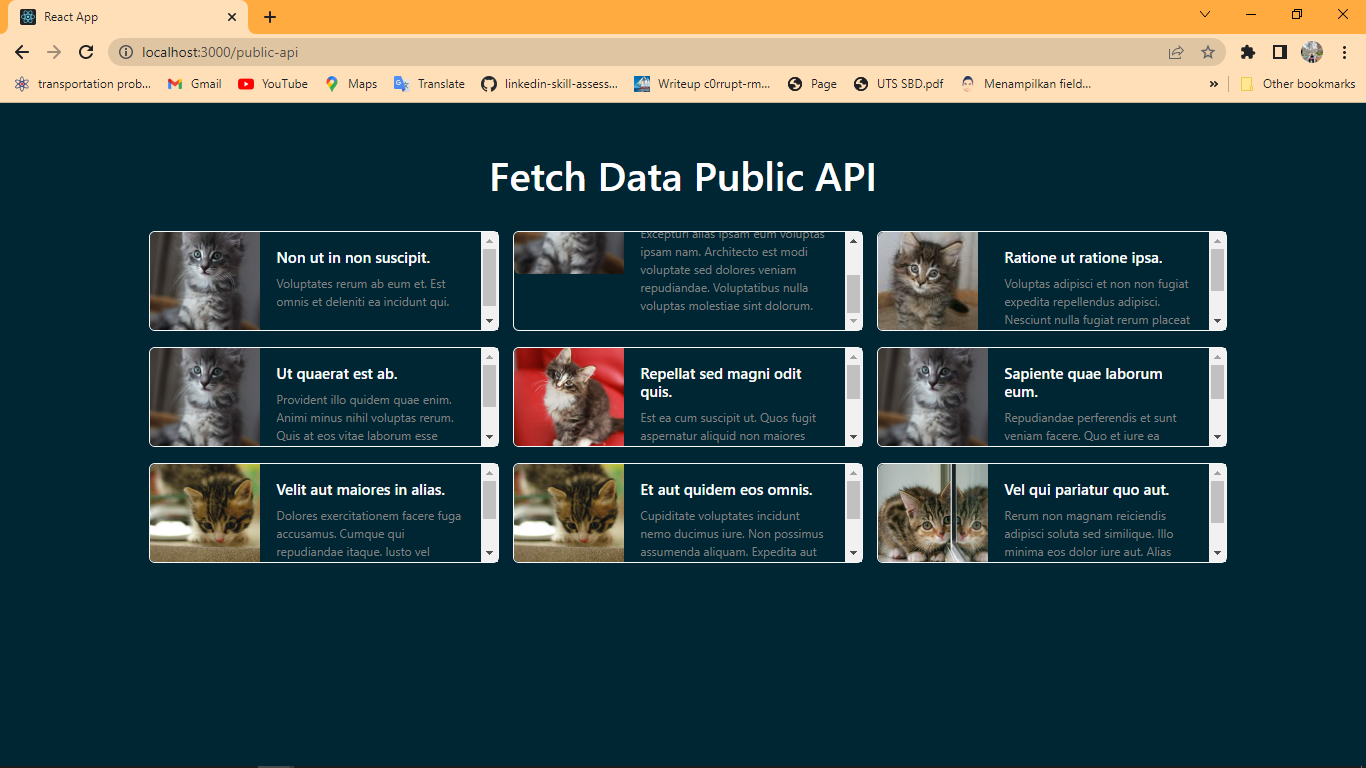 React App
localhost:3000/public-api
transportation prob...
Gmail
YouTube
Maps
Translate
linkedin-skill-assess...
Writeup c0rrupt-rm...
Page
UTS SBD.pdf
Menampilkan field...
»
Other bookmarks
Fetch Data Public API
Non ut in non suscipit.
Voluptates rerum ab eum et. Est
omnis et deleniti ea incidunt qui.
Excepturi alias ipsam eum voluptas
ipsam nam. Architecto est modi
voluptate sed dolores veniam
repudiandae. Voluptatibus nulla
voluptas molestiae sint dolorum.
Ratione ut ratione ipsa.
Voluptas adipisci et non non fugiat
expedita repellendus adipisci.
Nesciunt nulla fugiat rerum placeat
Ut quaerat est ab.
Provident illo quidem quae enim.
Animi minus nihil voluptas rerum.
Quis at eos vitae laborum esse
Repellat sed magni odit
quis.
Est ea cum suscipit ut. Quos fugit
aspernatur aliquid non maiores
Sapiente quae laborum
eum.
Repudiandae perferendis et sunt
veniam facere. Quo et iure ea
Velit aut maiores in alias.
Dolores exercitationem facere fuga
accusamus. Cumque qui
repudiandae itaque. Iusto vel
Et aut quidem eos omnis.
Cupiditate voluptates incidunt
nemo ducimus iure. Non possimus
assumenda aliquam. Expedita aut
Vel qui pariatur quo aut.
Rerum non magnam reiciendis
adipisci soluta sed similique. Illo
minima eos dolor iure aut. Alias